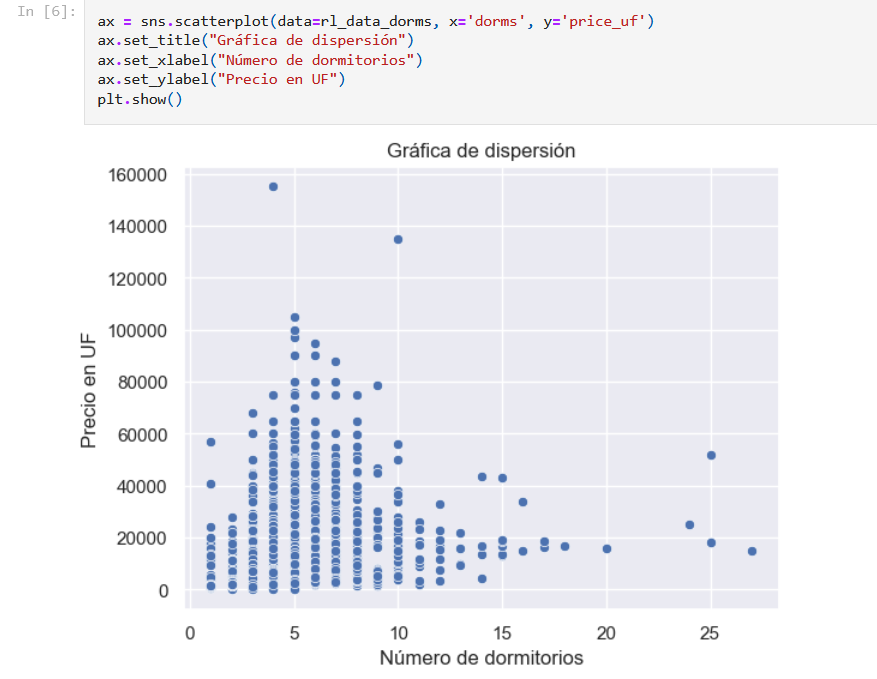 In [6]:
ax = sns.scatterplot(data=rl_data_dorms, x='dorms', y='price_uf')
ax.set_title("Gráfica de dispersión")
ax.set_xlabel("Número de dormitorios")
ax.set_ylabel("Precio en UF")
plt.show()
Gráfica de dispersión
160000
140000
120000
100000
80000
60000
40000
20000
0
Precio en UF
0 5 10 15 20 25
Número de dormitorios